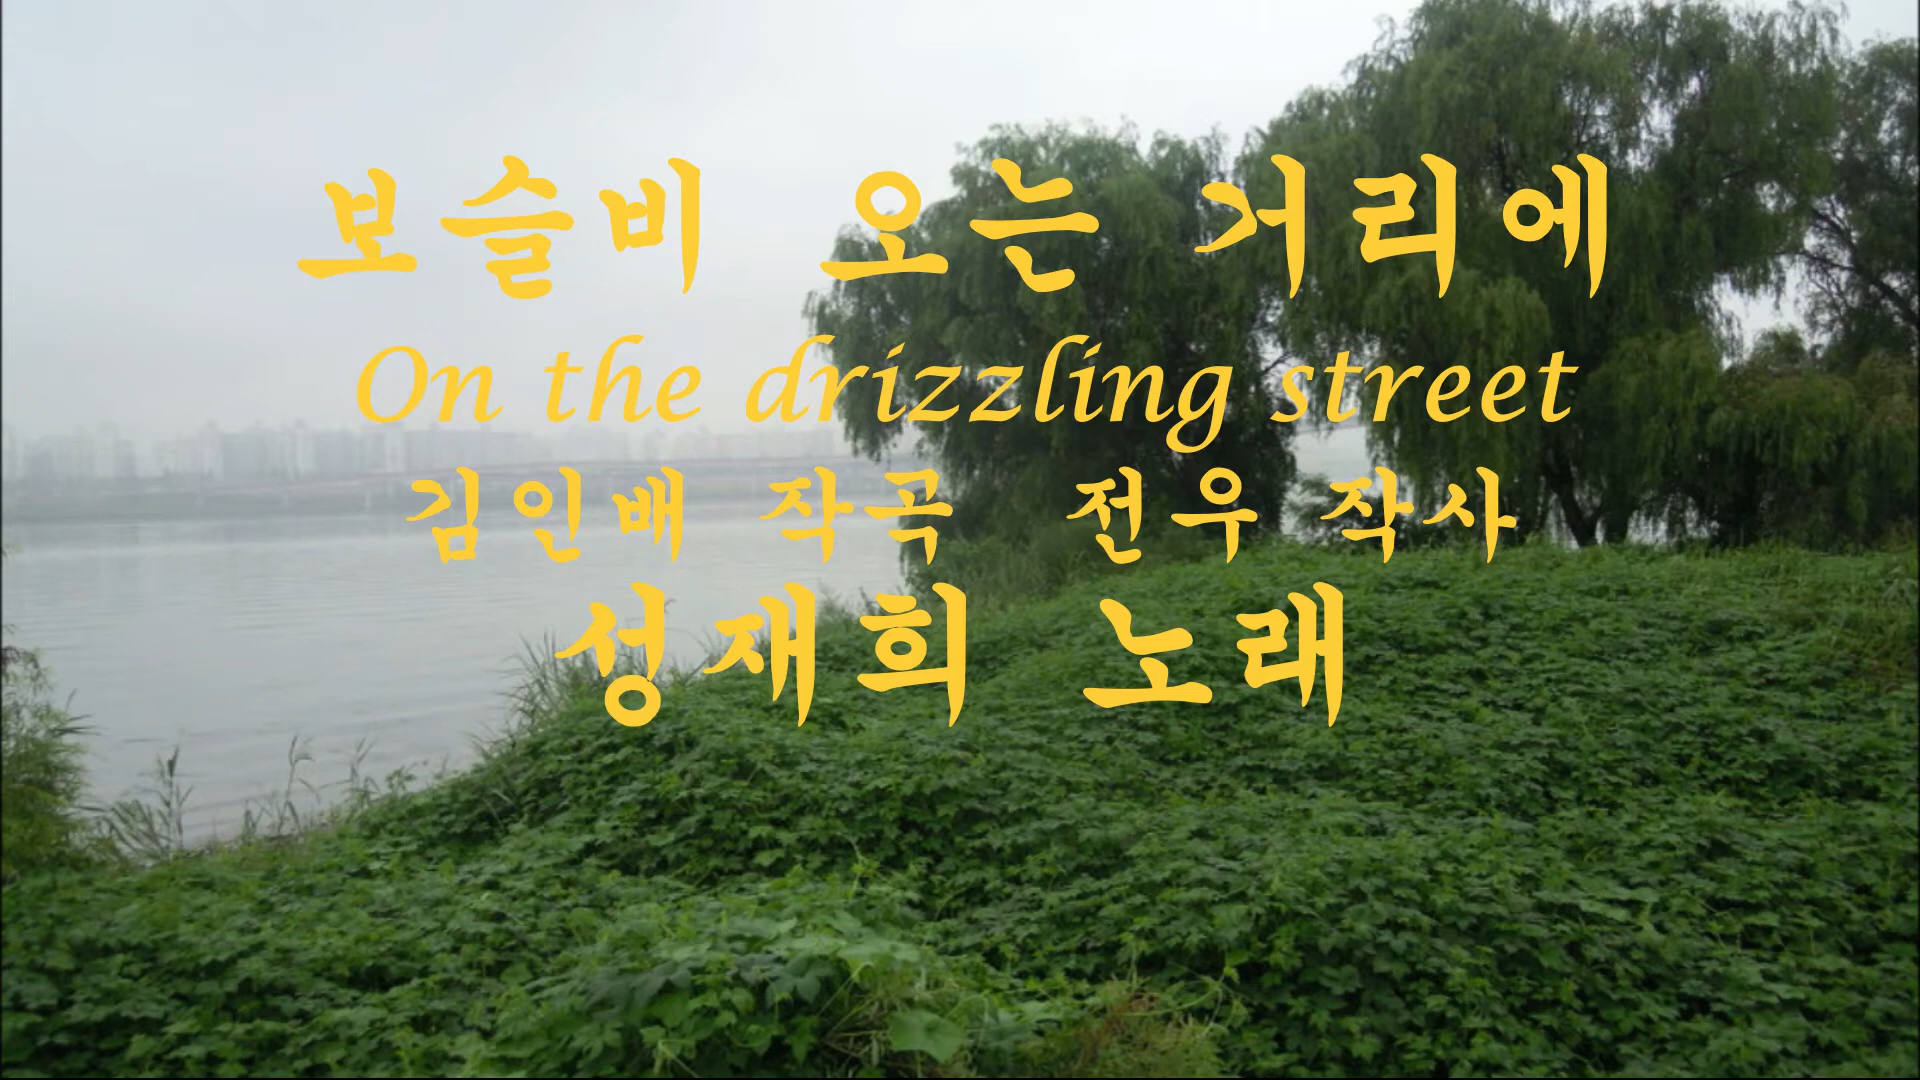 보슬비 오는 거리에
On the drizzling street
김인배 작곡 전우 작사
성재희 노래